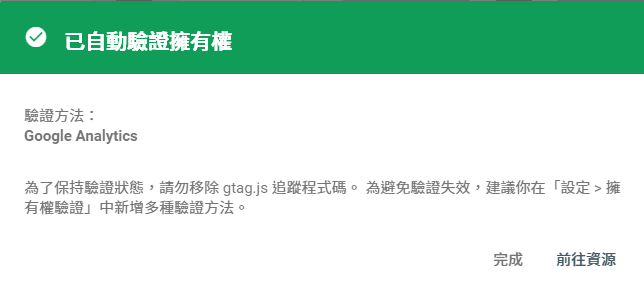 已自動驗證擁有權
驗證方法：
Google Analytics
為了保持驗證狀態，請勿移除 gtag.js 追蹤程式碼。 為避免驗證失效，建議你在「設定 > 擁
有權驗證」中新增多種驗證方法。
完成 前往資源